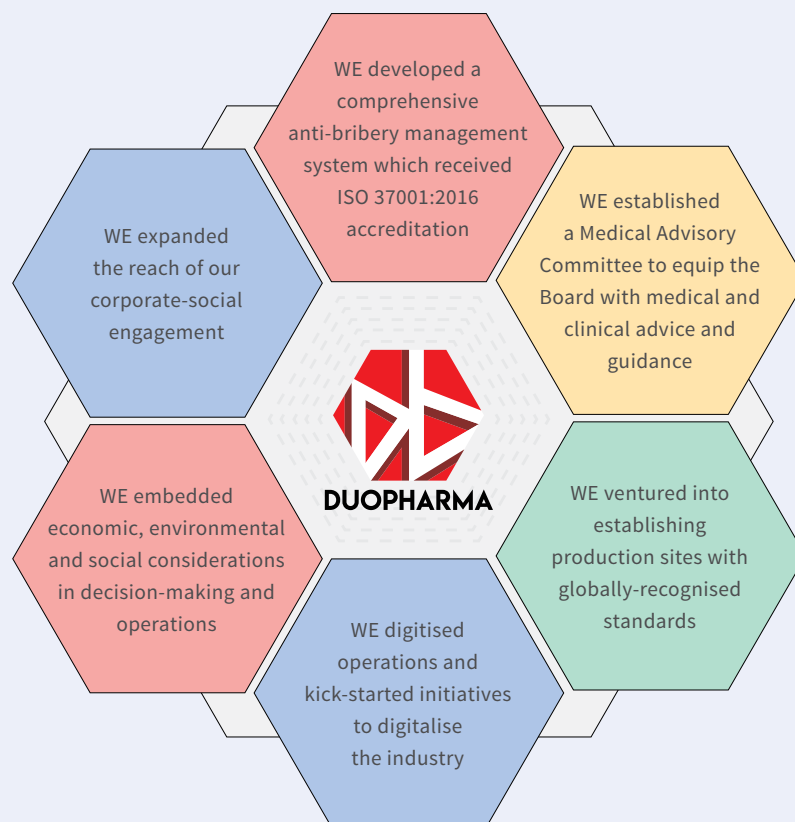 WE developed a
comprehensive
anti-bribery management
system which received
ISO 37001:2016
accreditation
WE established
a Medical Advisory
Committee to equip the
Board with medical and
clinical advice and
guidance
WE ventured into
establishing
production sites with
globally-recognised
standards
WE digitised
operations and
kick-started initiatives
to digitalise
the industry
WE embedded
economic, environmental
and social considerations
in decision-making and
operations
WE expanded
the reach of our
corporate-social
engagement
DUOPHARMA